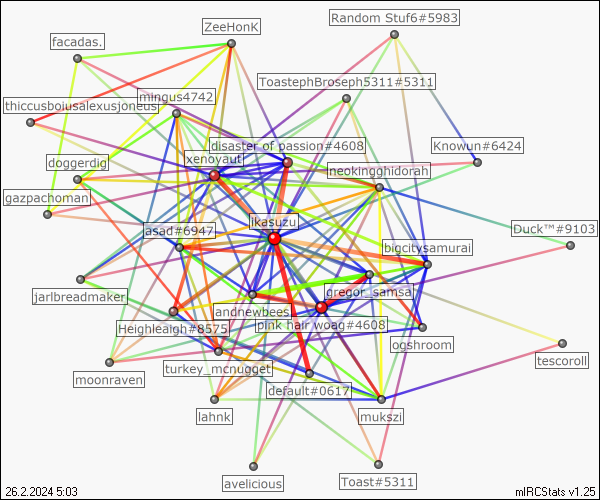 Random Stuf6#5983
ZeeHonK
facadas.
ToastephBroseph5311#5311
mingus4742
thiccusboiusalexusjoneus
disaster of passion#4608
Knowun#6424
xenoyaut
doggerdig
neokingghidorah
gazpachoman
ikasuzu
Duck™#9103
asad#6947
bigcitysamurai
jarlbreadmaker
gregor_samsa
andnewbees
pink hair woag#4608
Heighleaigh#8575
ogshroom
tescoroll
turkey_mcnugget
moonraven
default#0617
lahnk
mukszi
avelicious
Toast#5311
26.2.2024 5:03
mIRCStats v1.25